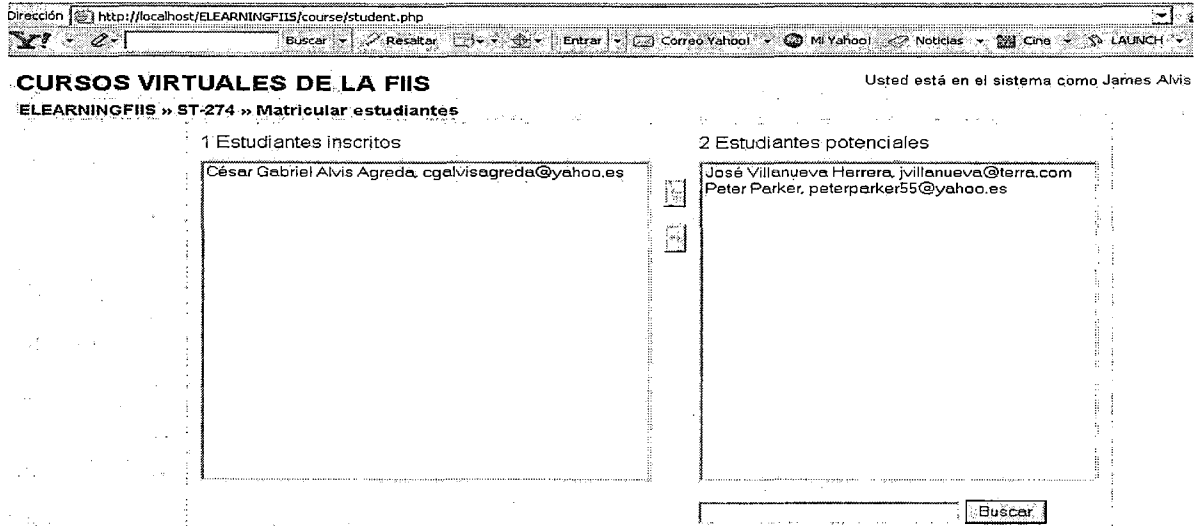 Dirección http://localhost/ELEARNINGFIIS/course/student.php
Y! Buscar Resaltar Entrar Correo Yahoo! Mi Yahoo! Noticias Cine LAUNCH
CURSOS VIRTUALES DE LA FIIS
Usted está en el sistema como James Alvis
ELEARNINGFIIS » ST-274 » Matricular estudiantes
1 Estudiantes inscritos
César Gabriel Alvis Agreda, cgalvisagreda@yahoo.es
2 Estudiantes potenciales
José Villanueva Herrera, jvillanueva@terra.com
Peter Parker, peterparker55@yahoo.es
Buscar